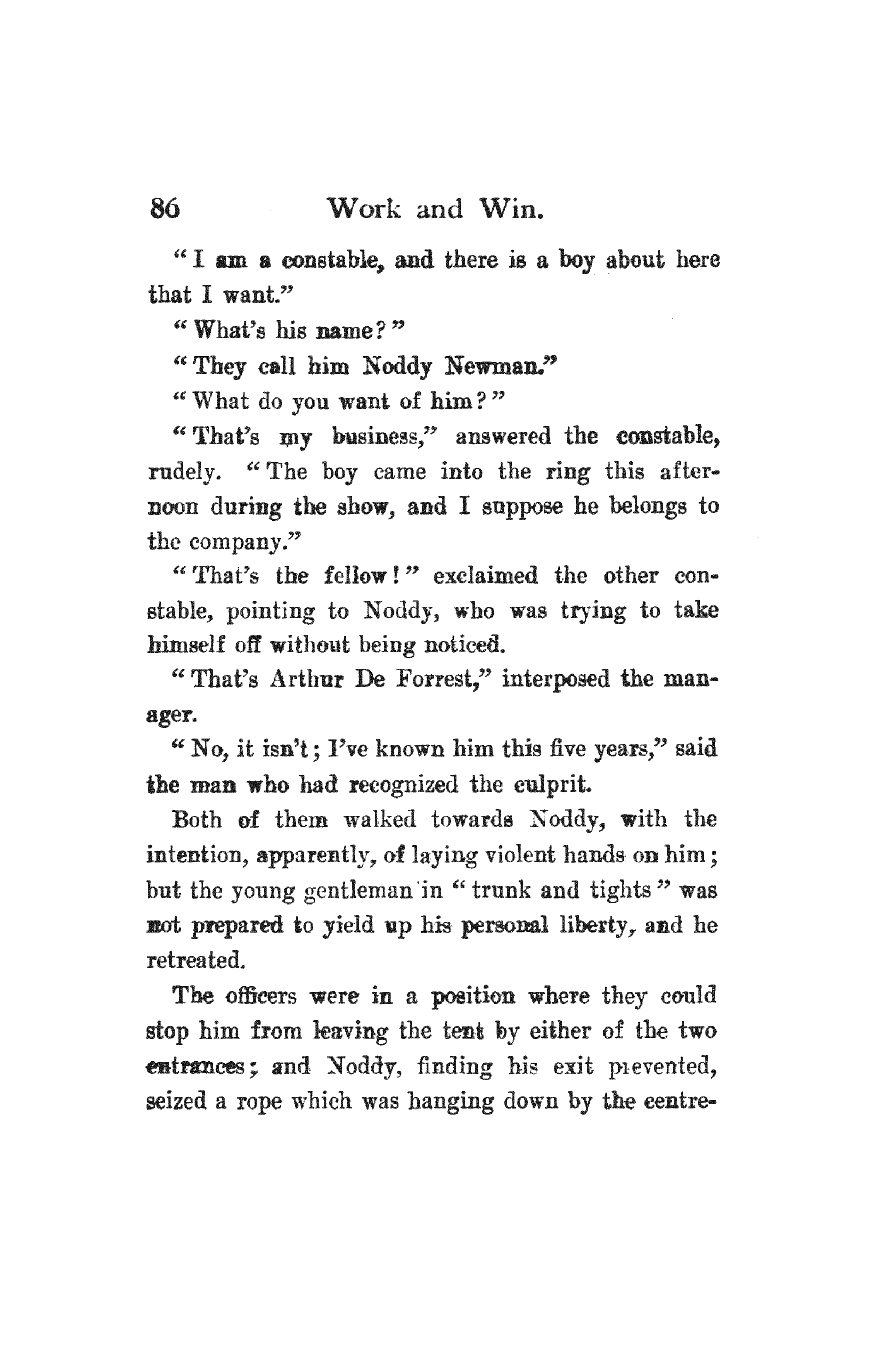 86 Work and Win.
“I am a constable, and there is a boy about here
that I want.”
“What’s his name?”
“They call him Noddy Newman.”
“What do you want of him?”
“That’s my business,” answered the constable,
rudely. “The boy came into the ring this after-
noon during the show, and I suppose he belongs to
the company.”
“That’s the fellow!” exclaimed the other con-
stable, pointing to Noddy, who was trying to take
himself off without being noticed.
“That’s Arthur De Forrest,” interposed the man-
ager.
“No, it isn’t; I’ve known him this five years,” said
the man who had recognized the culprit.
Both of them walked towards Noddy, with the
intention, apparently, of laying violent hands on him;
but the young gentleman in “trunk and tights” was
not prepared to yield up his personal liberty, and he
retreated.
The officers were in a position where they could
stop him from leaving the tent by either of the two
entrances; and Noddy, finding his exit prevented,
seized a rope which was hanging down by the centre-